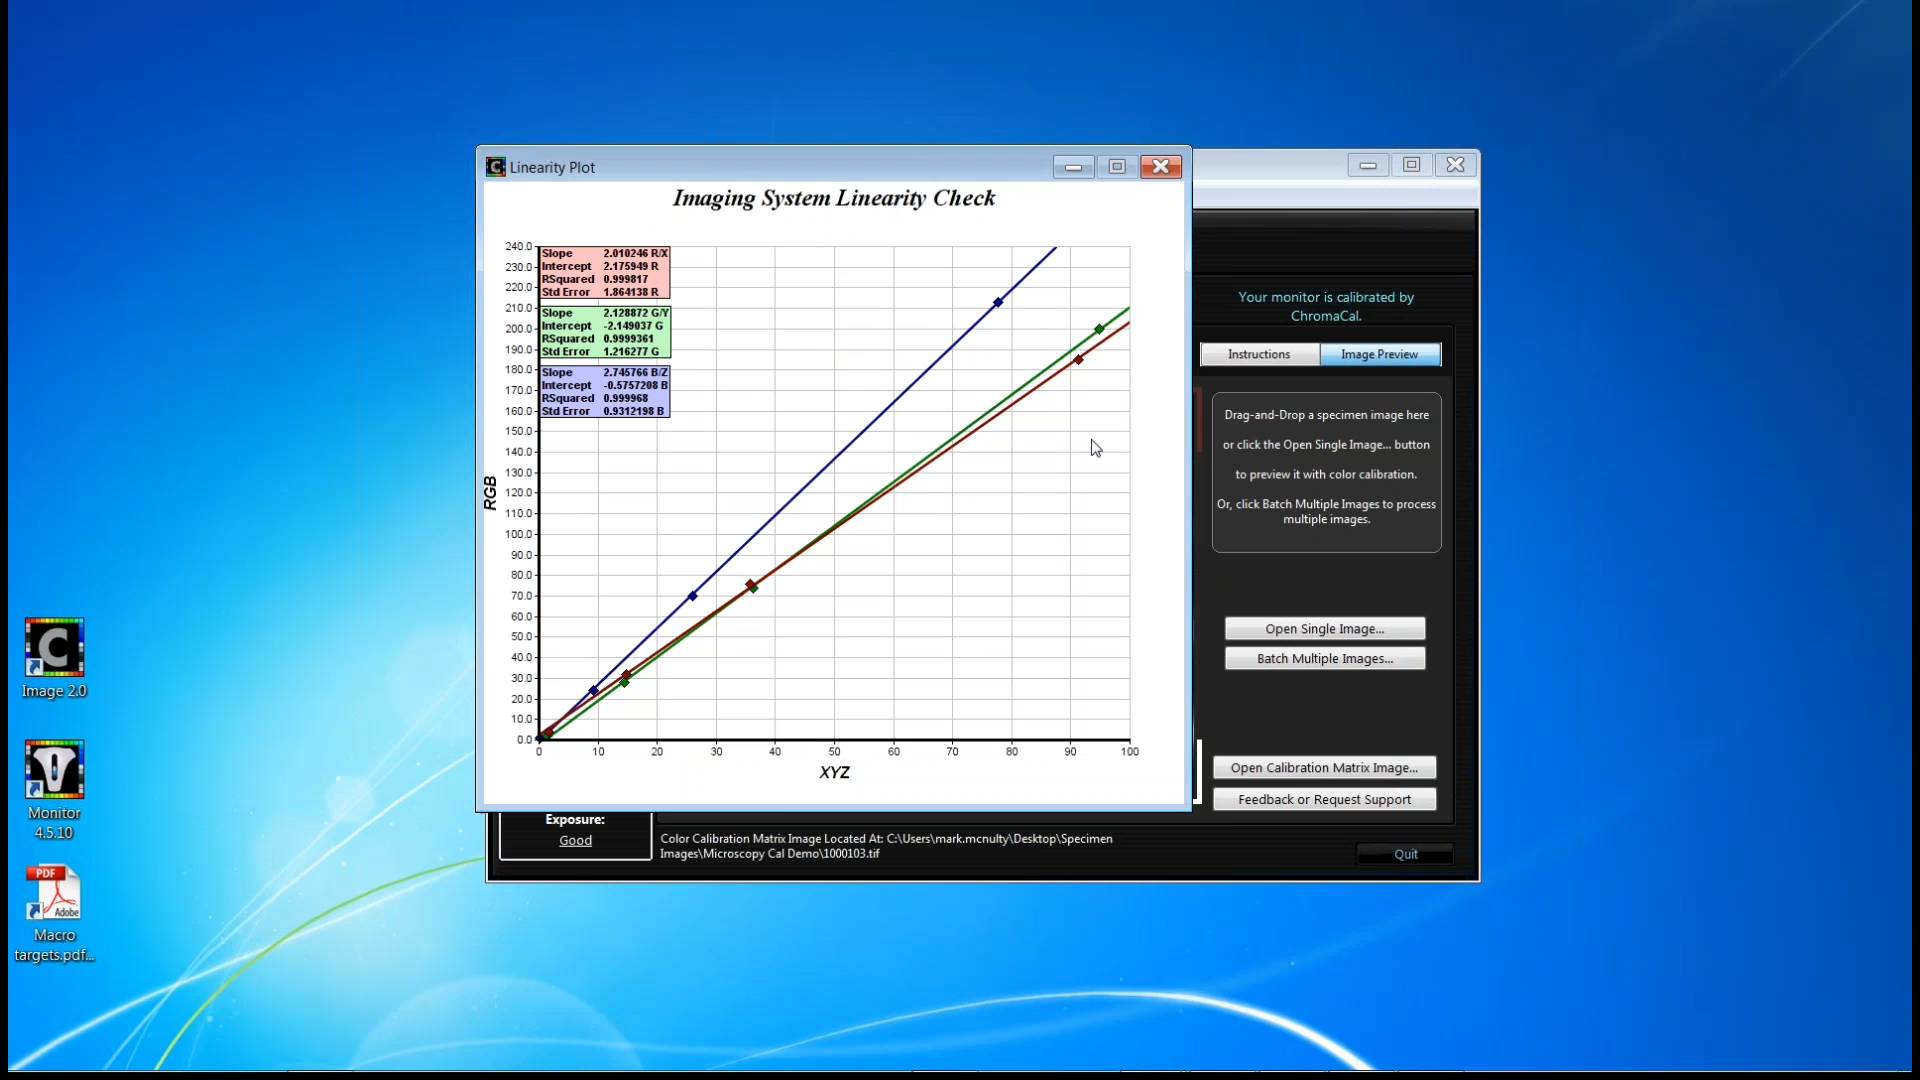 Linearity Plot
Imaging System Linearity Check
Slope 2.010246 R/X
Intercept 2.175949 R
RSquared 0.999817
Std Error 1.864138 R
Slope 2.128872 G/Y
Intercept -2.149037 G
RSquared 0.9999361
Std Error 1.216277 G
Slope 2.745766 B/Z
Intercept -0.5757208 B
RSquared 0.999968
Std Error 0.9312198 B
240.0
230.0
220.0
210.0
200.0
190.0
180.0
170.0
160.0
150.0
140.0
130.0
120.0
110.0
100.0
90.0
80.0
70.0
60.0
50.0
40.0
30.0
20.0
10.0
0.0
RGB
0 10 20 30 40 50 60 70 80 90 100
XYZ
Your monitor is calibrated by
ChromaCal.
Instructions
Image Preview
Drag-and-Drop a specimen image here
or click the Open Single Image... button
to preview it with color calibration.
Or, click Batch Multiple Images to process
multiple images.
Open Single Image...
Batch Multiple Images...
Open Calibration Matrix Image...
Feedback or Request Support
Exposure:
Good
Color Calibration Matrix Image Located At: C:\Users\mark.mcnulty\Desktop\Specimen
Images\Microscopy Cal Demo\1000103.tif
Quit
C
Image 2.0
Monitor
4.5.10
PDF
Adobe
Macro
targets.pdf...